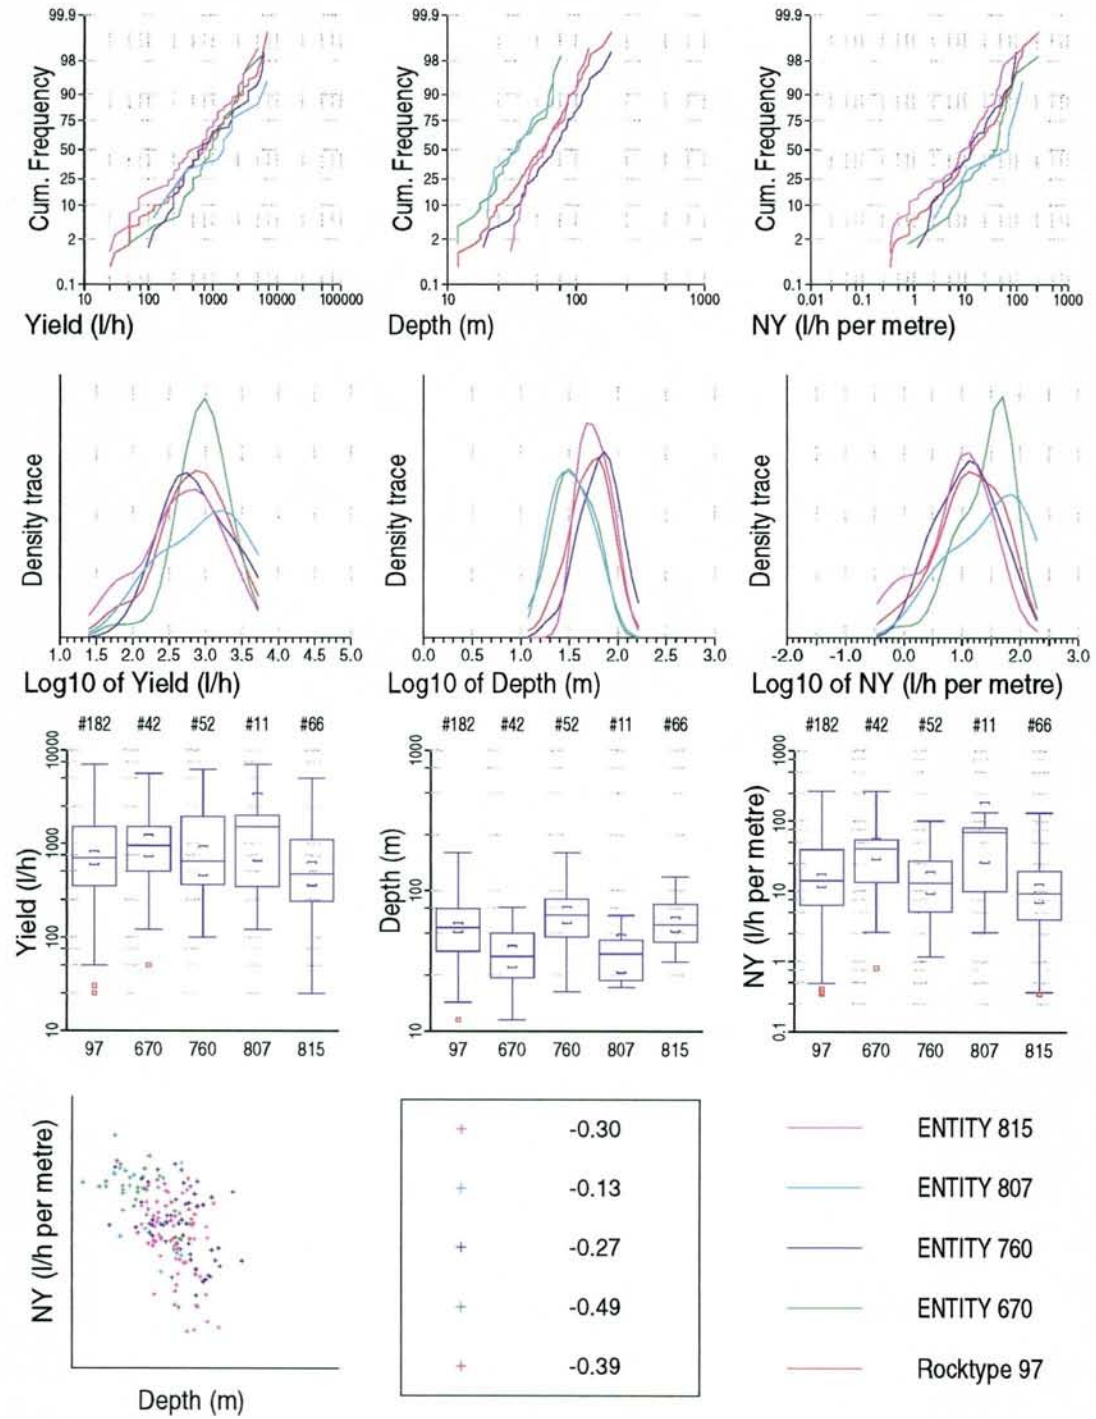 99.9 99.9 99.9
98 98 98
90 90 90
75 75 75
50 50 50
25 25 25
10 10 10
2 2 2
0.1 0.1 0.1
Cum. Frequency Cum. Frequency Cum. Frequency
10 100 1000 10000 100000 10 100 1000 0.01 0.1 1 10 100 1000
Yield (l/h) Depth (m) NY (l/h per metre)
Density trace Density trace Density trace
1.0 1.5 2.0 2.5 3.0 3.5 4.0 4.5 5.0 0.0 0.5 1.0 1.5 2.0 2.5 3.0 -2.0 -1.0 0.0 1.0 2.0 3.0
Log10 of Yield (l/h) Log10 of Depth (m) Log10 of NY (l/h per metre)
#182 #42 #52 #11 #66 #182 #42 #52 #11 #66 #182 #42 #52 #11 #66
10000 1000 1000
1000 100 100
100 10 10
10 1
0.1
Yield (l/h) Depth (m) NY (l/h per metre)
97 670 760 807 815 97 670 760 807 815 97 670 760 807 815
NY (l/h per metre)
Depth (m)
-0.30 ENTITY 815
-0.13 ENTITY 807
-0.27 ENTITY 760
-0.49 ENTITY 670
-0.39 Rocktype 97